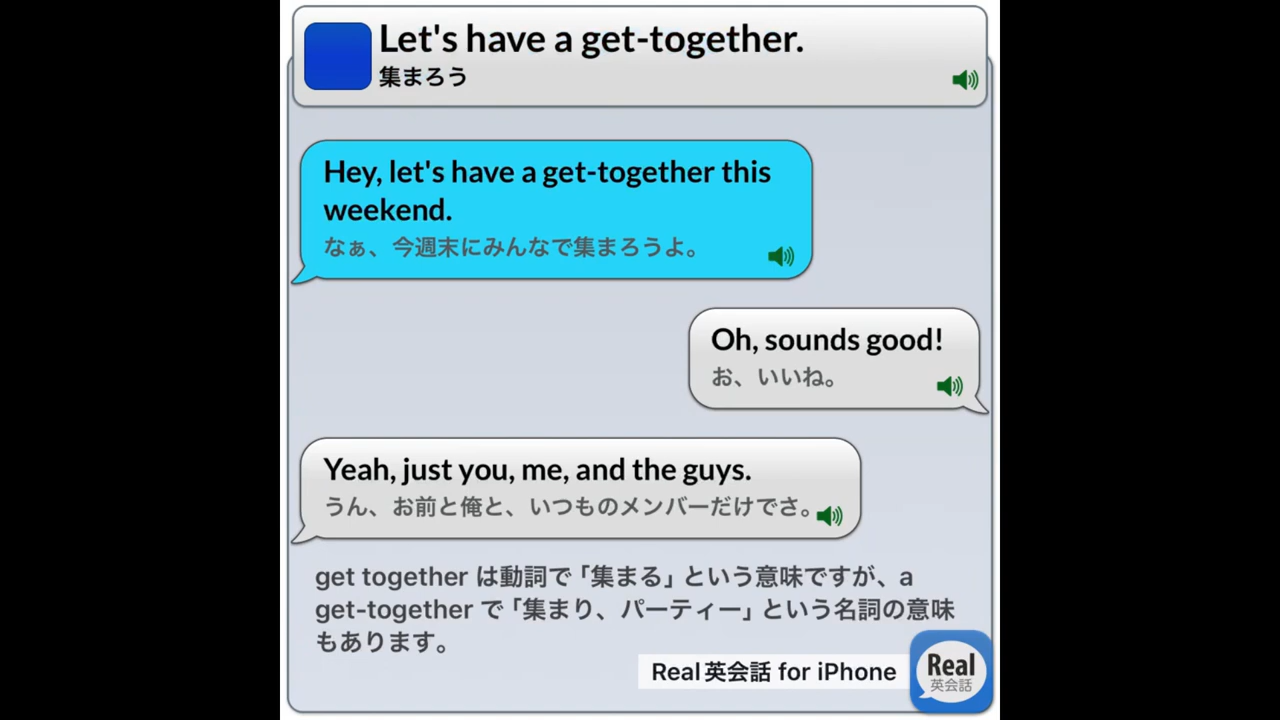 Let's have a get-together.
集まろう
Hey, let's have a get-together this
weekend.
なぁ、今週末にみんなで集まろうよ。
Oh, sounds good!
お、いいね。
Yeah, just you, me, and the guys.
うん、お前と俺と、いつものメンバーだけでさ。
get together は動詞で「集まる」という意味ですが、a
get-together で「集まり、パーティー」という名詞の意味
もあります。
Real英会話 for iPhone
Real
英会話